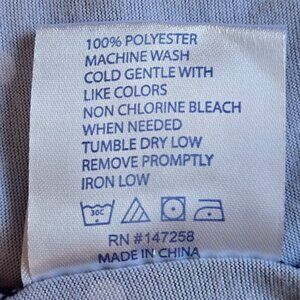 100% POLYESTER
MACHINE WASH
COLD GENTLE WITH
LIKE COLORS
NON CHLORINE BLEACH
WHEN NEEDED
TUMBLE DRY LOW
REMOVE PROMPTLY
IRON LOW
30C
RN #147258
MADE IN CHINA